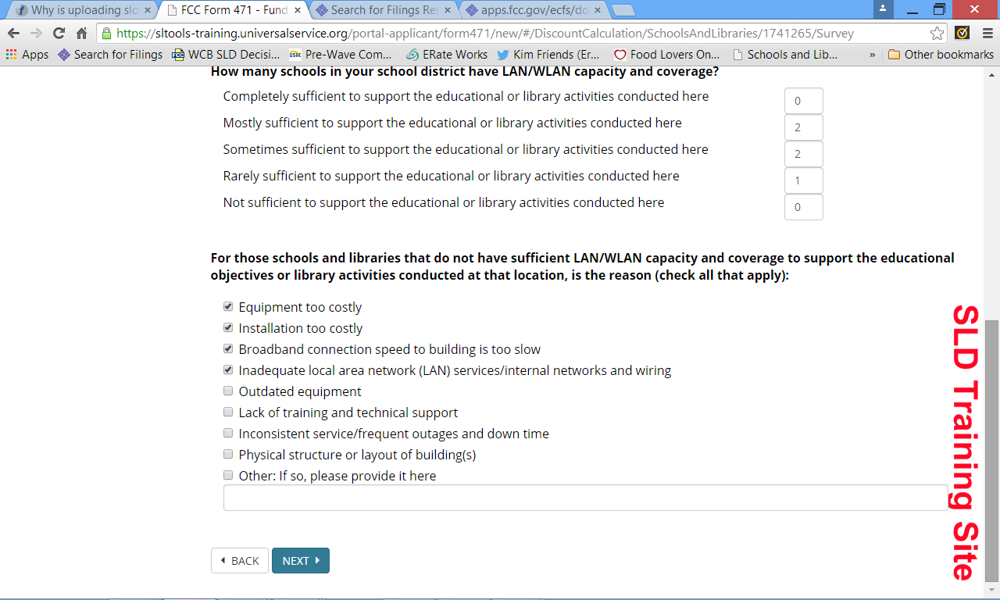 Why is uploading slo
FCC Form 471 - Fund
Search for Filings Re
apps.fcc.gov/ecfs/do
https://sltools-training.universalservice.org/portal-applicant/form471/new/#/DiscountCalculation/SchoolsAndLibraries/1741265/Survey
Apps
Search for Filings
WCB SLD Decisi...
USAC Pre-Wave Com...
ERate Works
Kim Friends (Er...
Food Lovers On...
Schools and Lib...
»
Other bookmarks
How many schools in your school district have LAN/WLAN capacity and coverage?
Completely sufficient to support the educational or library activities conducted here 0
Mostly sufficient to support the educational or library activities conducted here 2
Sometimes sufficient to support the educational or library activities conducted here 2
Rarely sufficient to support the educational or library activities conducted here 1
Not sufficient to support the educational or library activities conducted here 0
For those schools and libraries that do not have sufficient LAN/WLAN capacity and coverage to support the educational
objectives or library activities conducted at that location, is the reason (check all that apply):
Equipment too costly
Installation too costly
Broadband connection speed to building is too slow
Inadequate local area network (LAN) services/internal networks and wiring
Outdated equipment
Lack of training and technical support
Inconsistent service/frequent outages and down time
Physical structure or layout of building(s)
Other: If so, please provide it here
BACK
NEXT
SLD Training Site